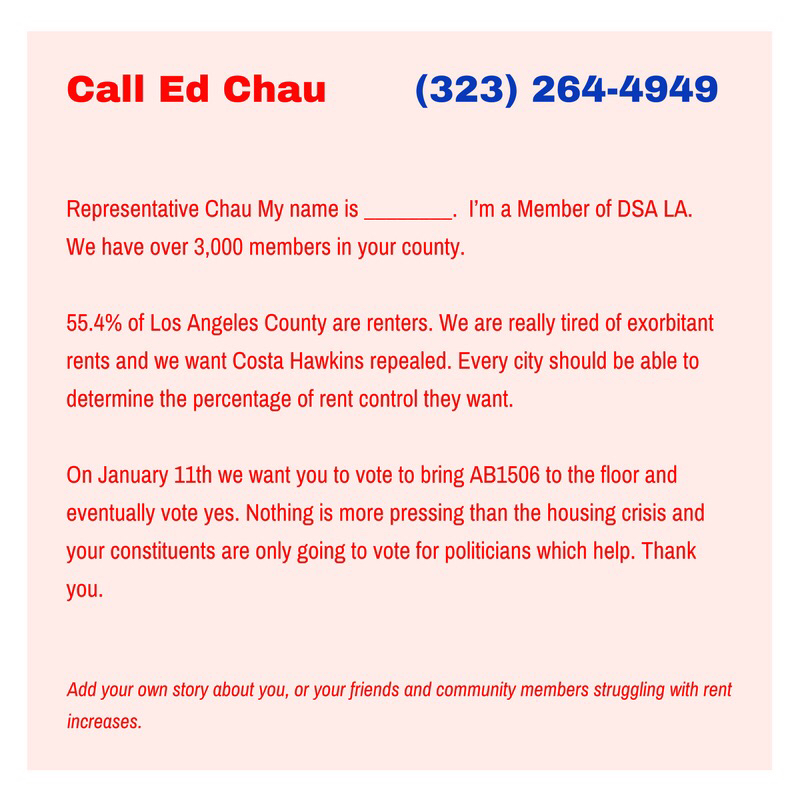 Call Ed Chau (323) 264-4949
Representative Chau My name is ________. I'm a Member of DSA LA.
We have over 3,000 members in your county.
55.4% of Los Angeles County are renters. We are really tired of exorbitant
rents and we want Costa Hawkins repealed. Every city should be able to
determine the percentage of rent control they want.
On January 11th we want you to vote to bring AB1506 to the floor and
eventually vote yes. Nothing is more pressing than the housing crisis and
your constituents are only going to vote for politicians which help. Thank
you.
Add your own story about you, or your friends and community members struggling with rent
increases.